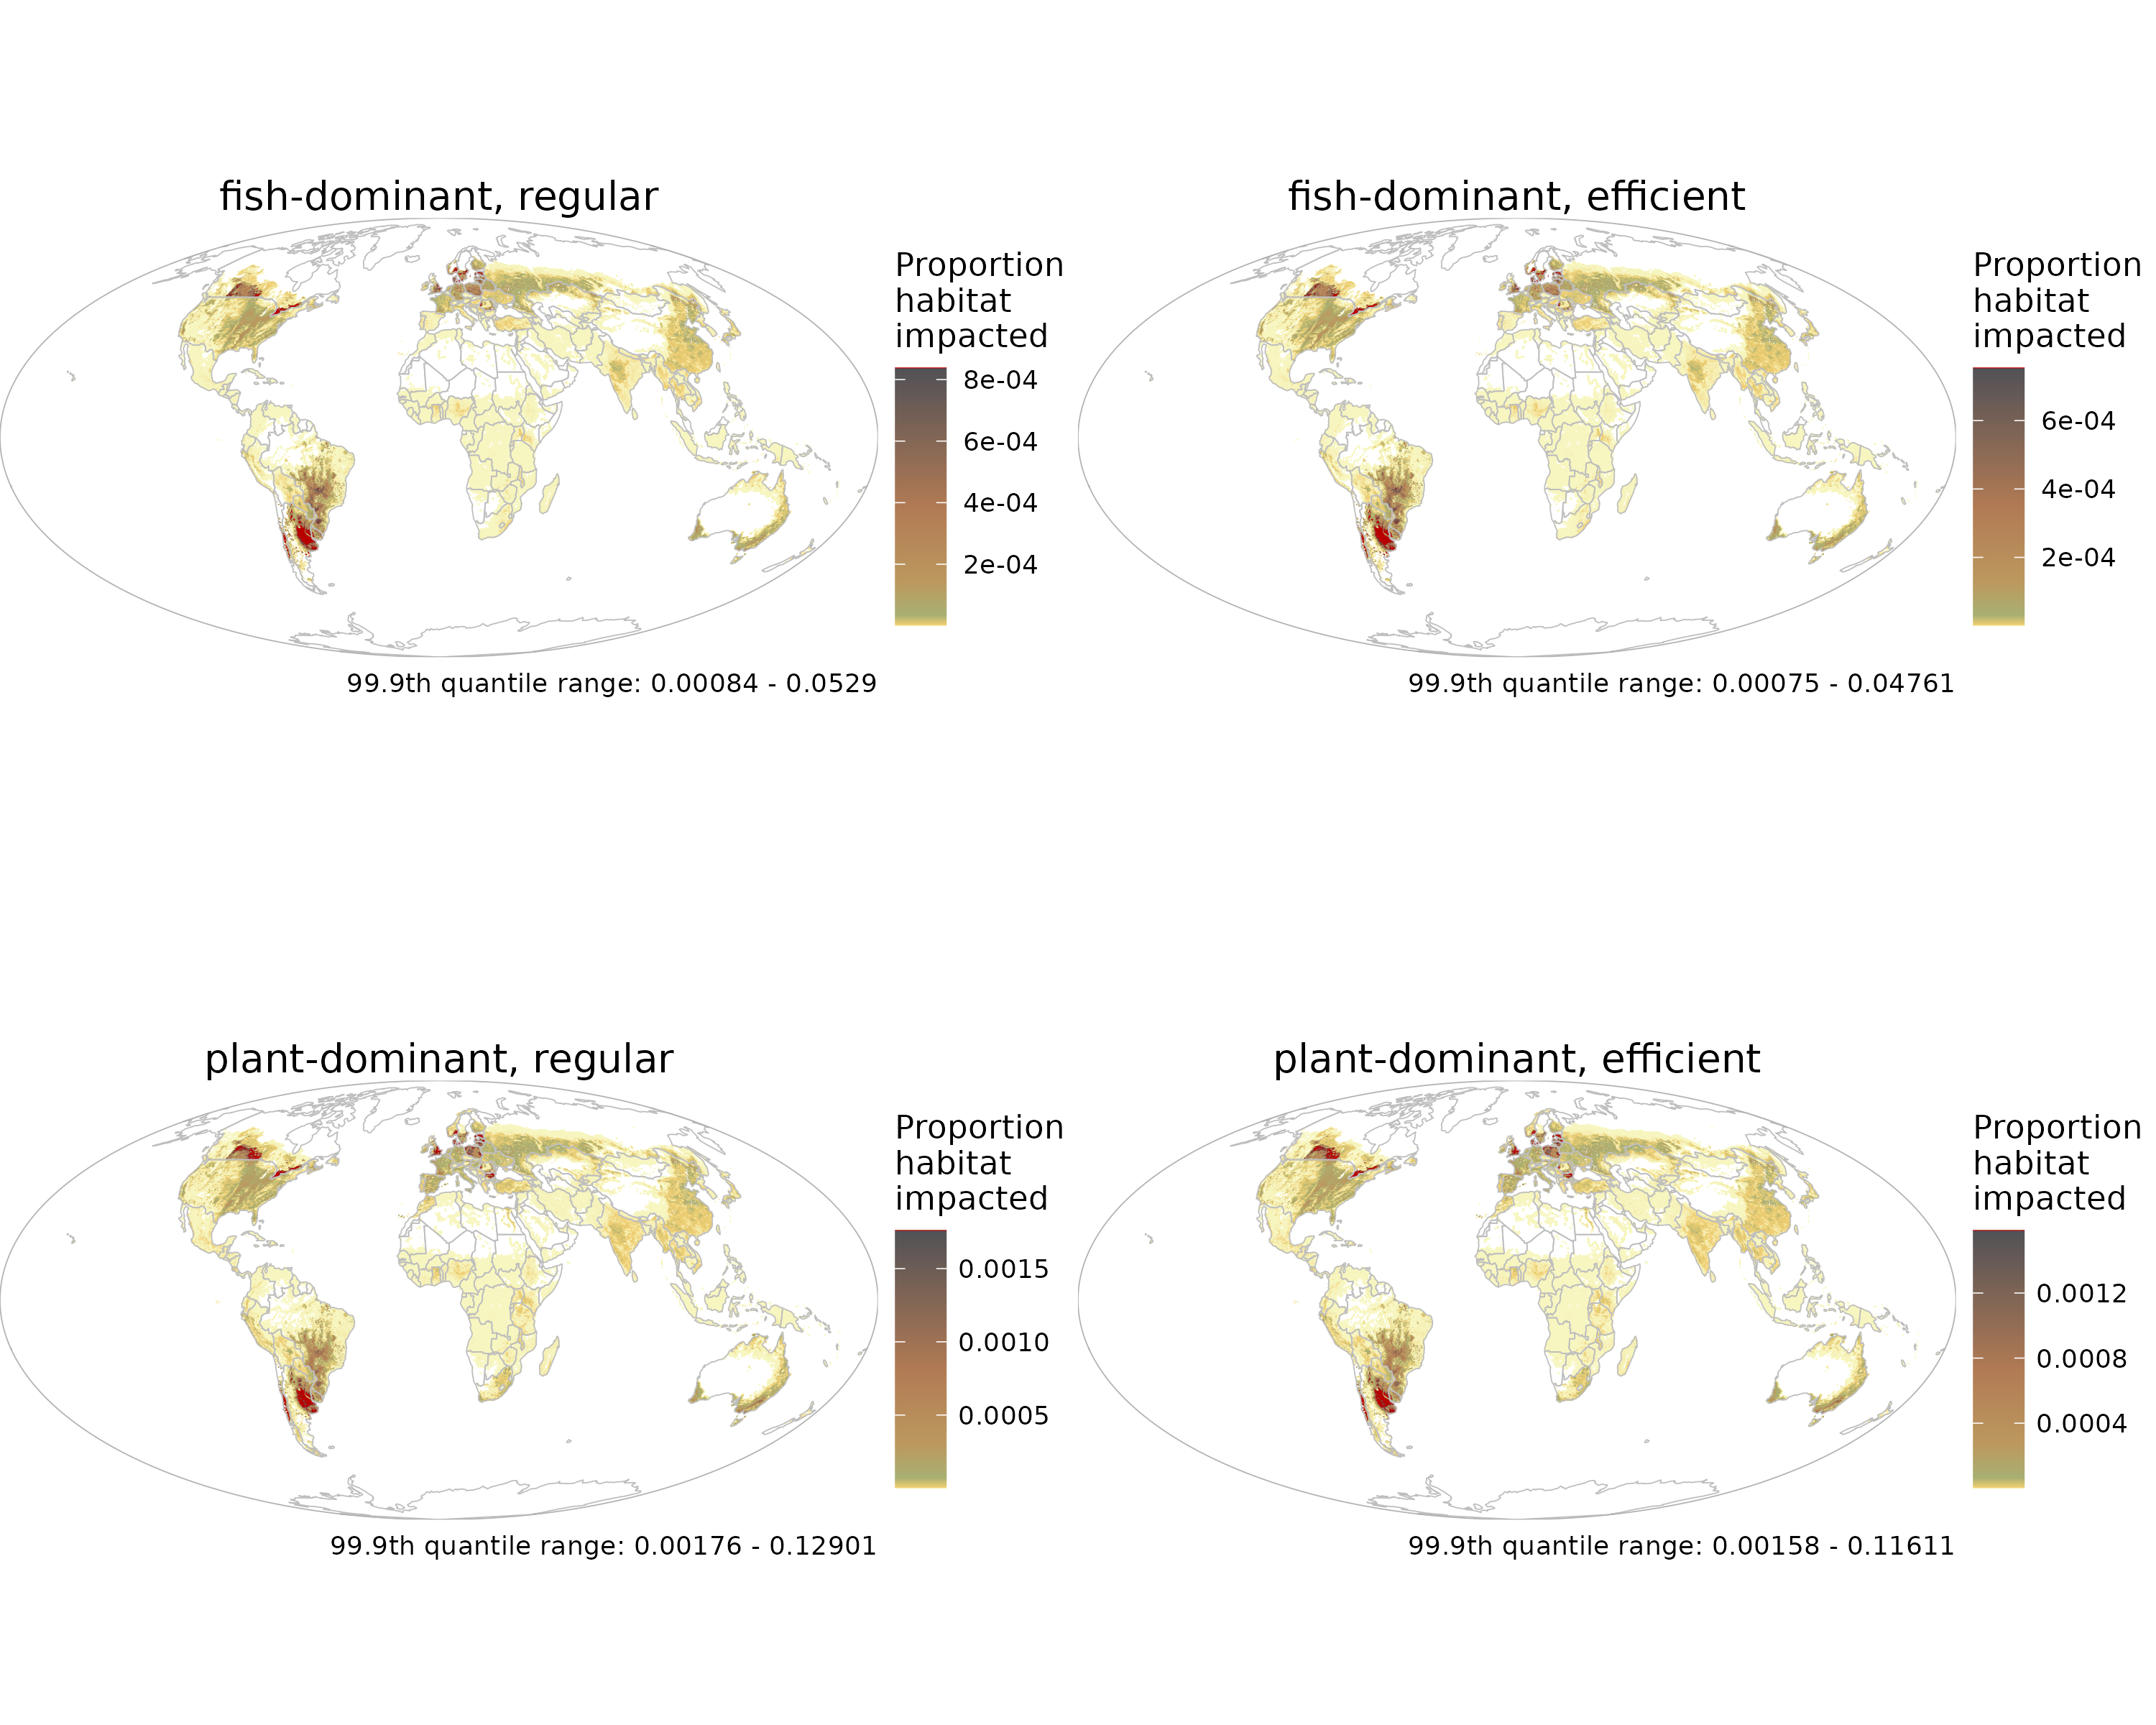 fish-dominant, regular
Proportion
habitat
impacted
8e-04
6e-04
4e-04
2e-04
99.9th quantile range: 0.00084 - 0.0529
fish-dominant, efficient
Proportion
habitat
impacted
6e-04
4e-04
2e-04
99.9th quantile range: 0.00075 - 0.04761
plant-dominant, regular
Proportion
habitat
impacted
0.0015
0.0010
0.0005
99.9th quantile range: 0.00176 - 0.12901
plant-dominant, efficient
Proportion
habitat
impacted
0.0012
0.0008
0.0004
99.9th quantile range: 0.00158 - 0.11611